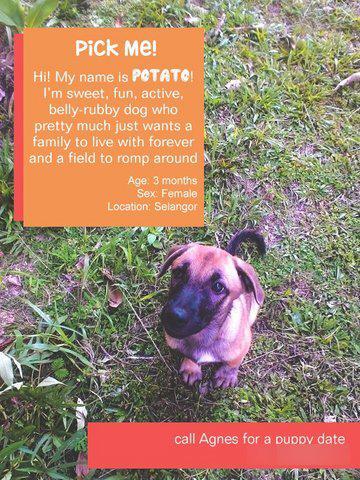 PiCK ME!
Hi! My name is POTATO!
I'm sweet, fun, active,
belly-rubby dog who
pretty much just wants a
family to live with forever
and a field to romp around
Age: 3 months
Sex: Female
Location: Selangor
call Agnes for a puppy date